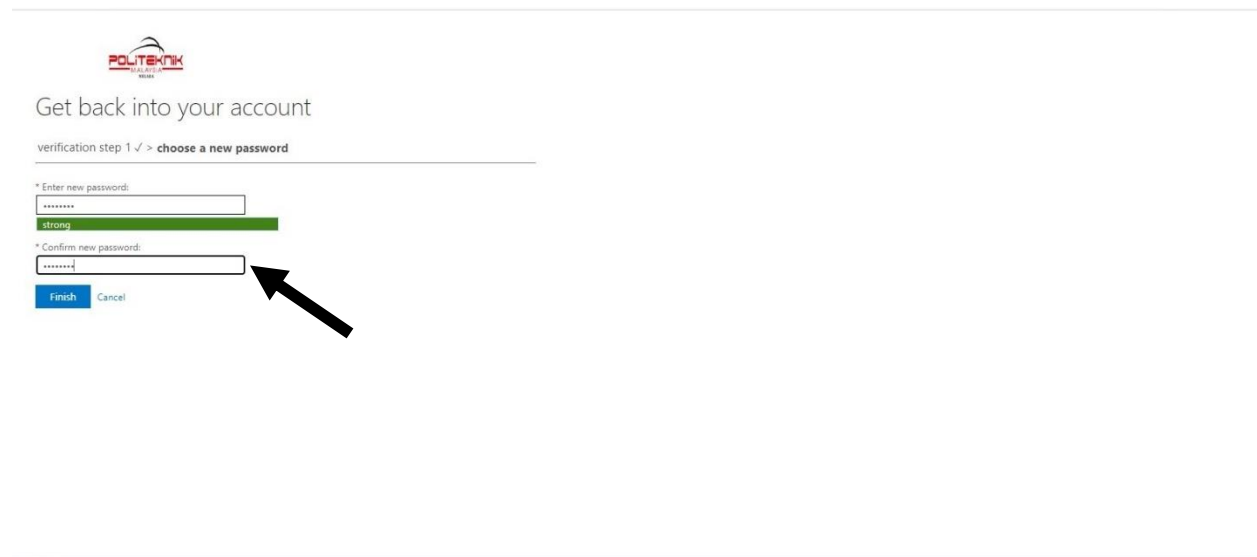 POLITEKNIK
MALAYSIA
Get back into your account
verification step 1 ✓ > choose a new password
* Enter new password:
••••••••
strong
* Confirm new password:
••••••••
Finish Cancel